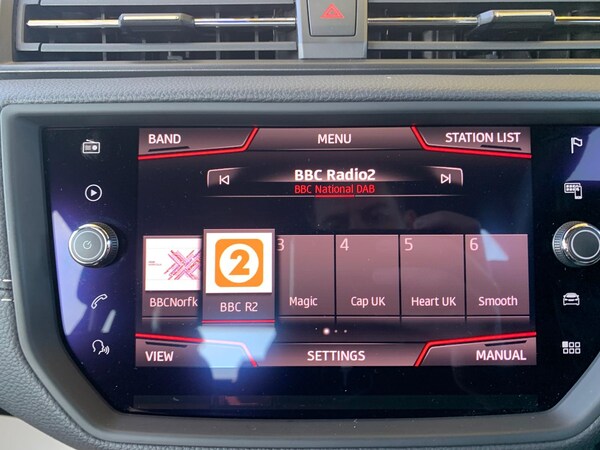 BAND MENU STATION LIST
BBC Radio2
BBC National DAB
2 3 4 5 6
BBCNorfk BBC R2 Magic Cap UK Heart UK Smooth
VIEW SETTINGS MANUAL